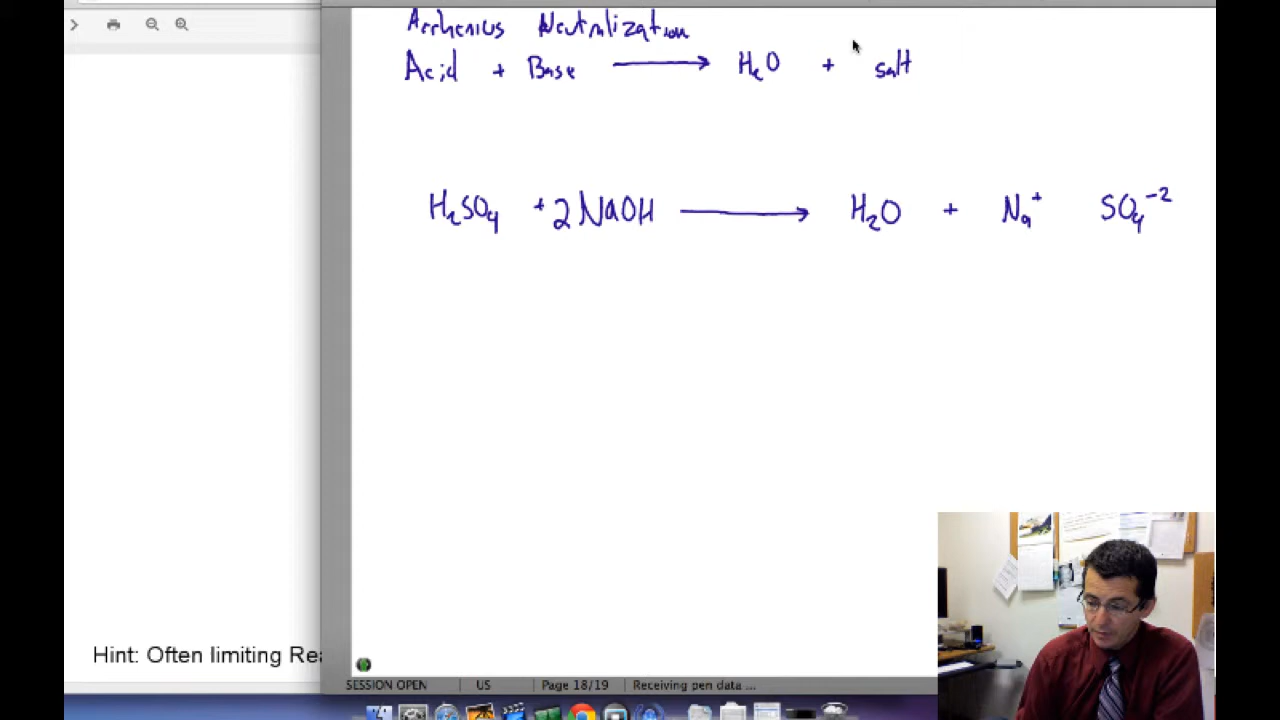 Arrhenius Neutralization
Acid + Base → H₂O + salt
H₂SO₄ + 2 NaOH → H₂O + Na⁺ SO₄⁻²
Hint: Often limiting Rea
SESSION OPEN US Page 18/19 Receiving pen data ...